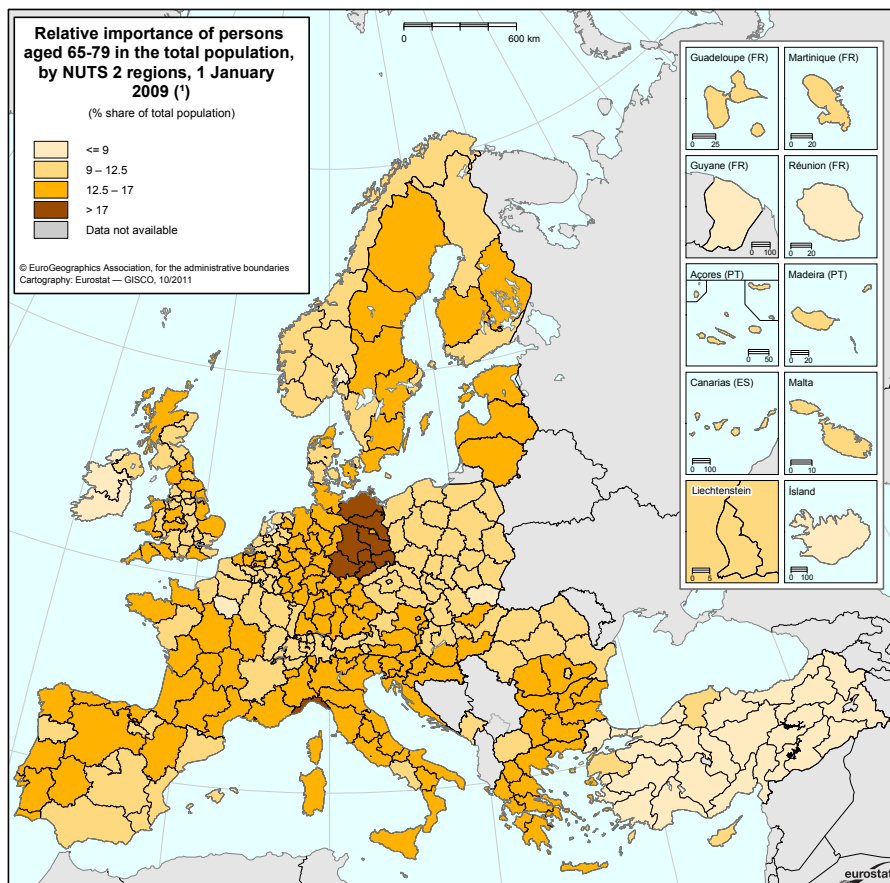 Relative importance of persons
aged 65-79 in the total population,
by NUTS 2 regions, 1 January
2009 (¹)
(% share of total population)
<= 9
9 – 12.5
12.5 – 17
> 17
Data not available
© EuroGeographics Association, for the administrative boundaries
Cartography: Eurostat — GISCO, 10/2011
0 600 km
Guadeloupe (FR)
0 25
Martinique (FR)
0 20
Guyane (FR)
0 100
Réunion (FR)
0 20
Açores (PT)
0 50
Madeira (PT)
0 20
Canarias (ES)
0 100
Malta
0 10
Liechtenstein
0 5
Ísland
0 100
eurostat